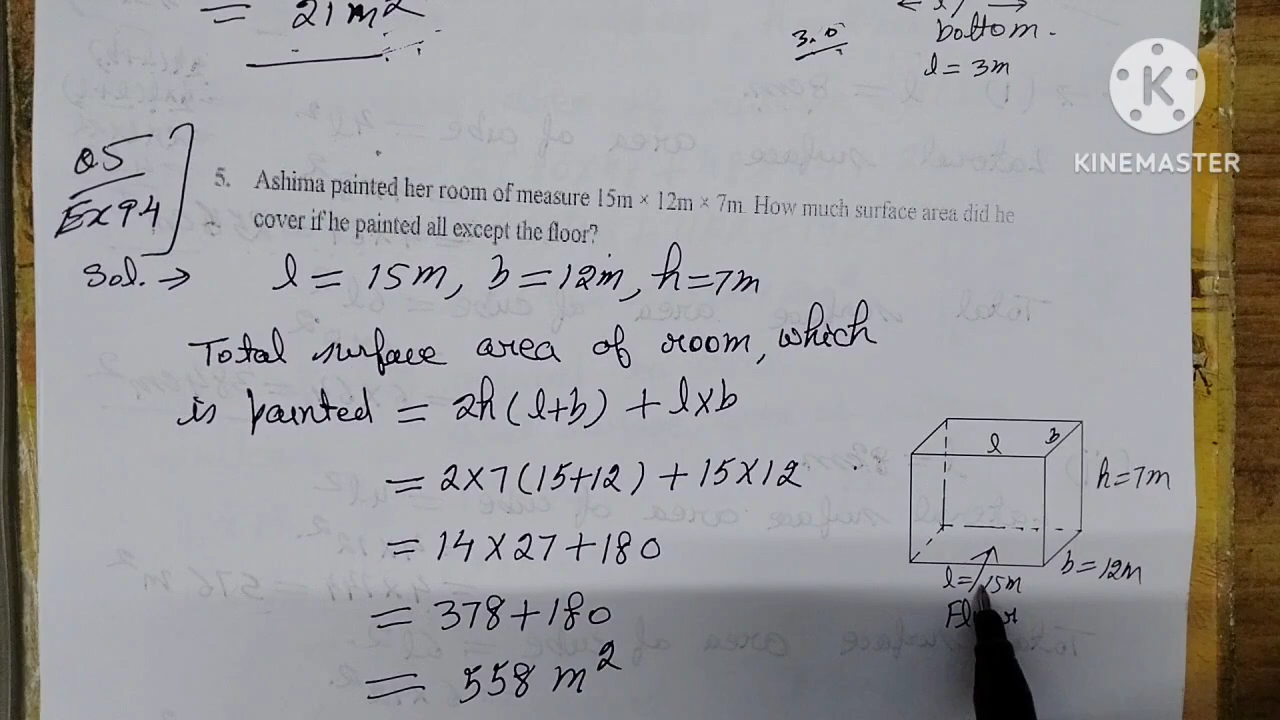 = 21 m²
bottom.
3.0
l = 3m
K
KINEMASTER
Q5
Ex 9.4
5. Ashima painted her room of measure 15m × 12m × 7m. How much surface area did he
cover if he painted all except the floor?
Sol. → l = 15m, b = 12m, h = 7m
Total surface area of room, which
is painted = 2h (l+b) + l×b
= 2×7 (15+12) + 15×12
= 14×27+180
= 378+180
= 558 m²
l
b
h=7m
b=12m
l=15m